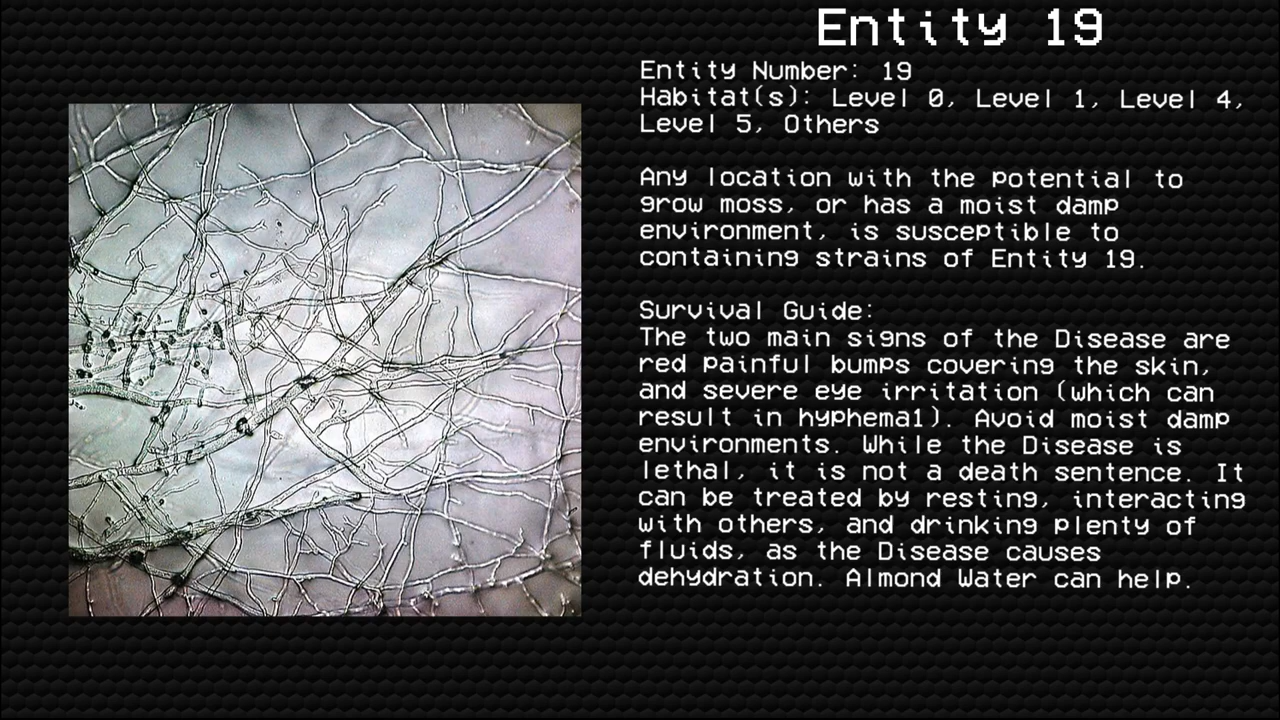 Entity 19
Entity Number: 19
Habitat(s): Level 0, Level 1, Level 4,
Level 5, Others
Any location with the potential to
grow moss, or has a moist damp
environment, is susceptible to
containing strains of Entity 19.
Survival Guide:
The two main signs of the Disease are
red painful bumps covering the skin,
and severe eye irritation (which can
result in hyphema1). Avoid moist damp
environments. While the Disease is
lethal, it is not a death sentence. It
can be treated by resting, interacting
with others, and drinking plenty of
fluids, as the Disease causes
dehydration. Almond Water can help.